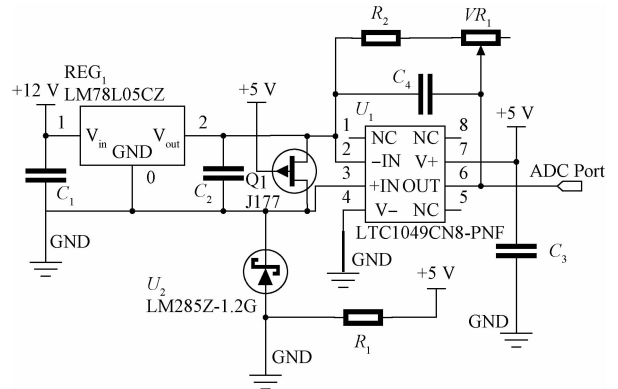 R2
VR1
REG1
LM78L05CZ
+12 V
+5 V
C4
U1
+5 V
1
Vin
Vout
2
GND
0
1
NC
NC
8
2
−IN
V+
7
3
+IN
OUT
6
4
V−
NC
5
ADC Port
C1
C2
Q1
J177
LTC1049CN8-PNF
GND
GND
C3
U2
LM285Z-1.2G
+5 V
R1
GND
GND